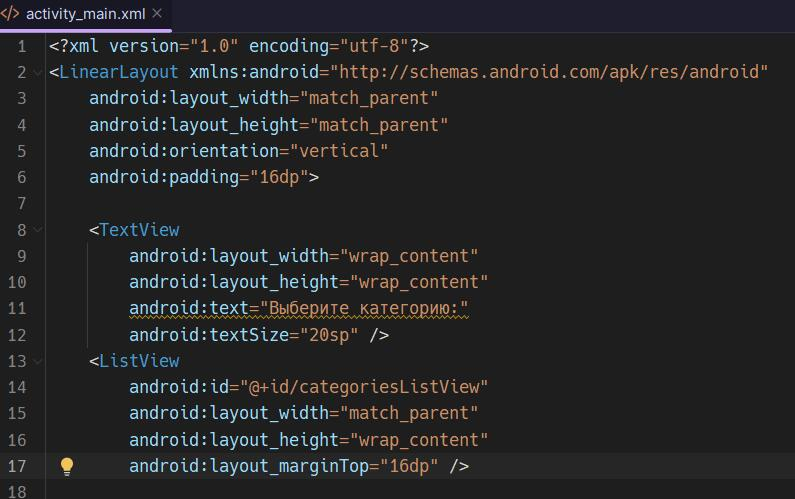 </> activity_main.xml ×
1 <?xml version="1.0" encoding="utf-8"?>
2 <LinearLayout xmlns:android="http://schemas.android.com/apk/res/android"
3 android:layout_width="match_parent"
4 android:layout_height="match_parent"
5 android:orientation="vertical"
6 android:padding="16dp">
7
8 <TextView
9 android:layout_width="wrap_content"
10 android:layout_height="wrap_content"
11 android:text="Выберите категорию:"
12 android:textSize="20sp" />
13 <ListView
14 android:id="@+id/categoriesListView"
15 android:layout_width="match_parent"
16 android:layout_height="wrap_content"
17 android:layout_marginTop="16dp" />
18